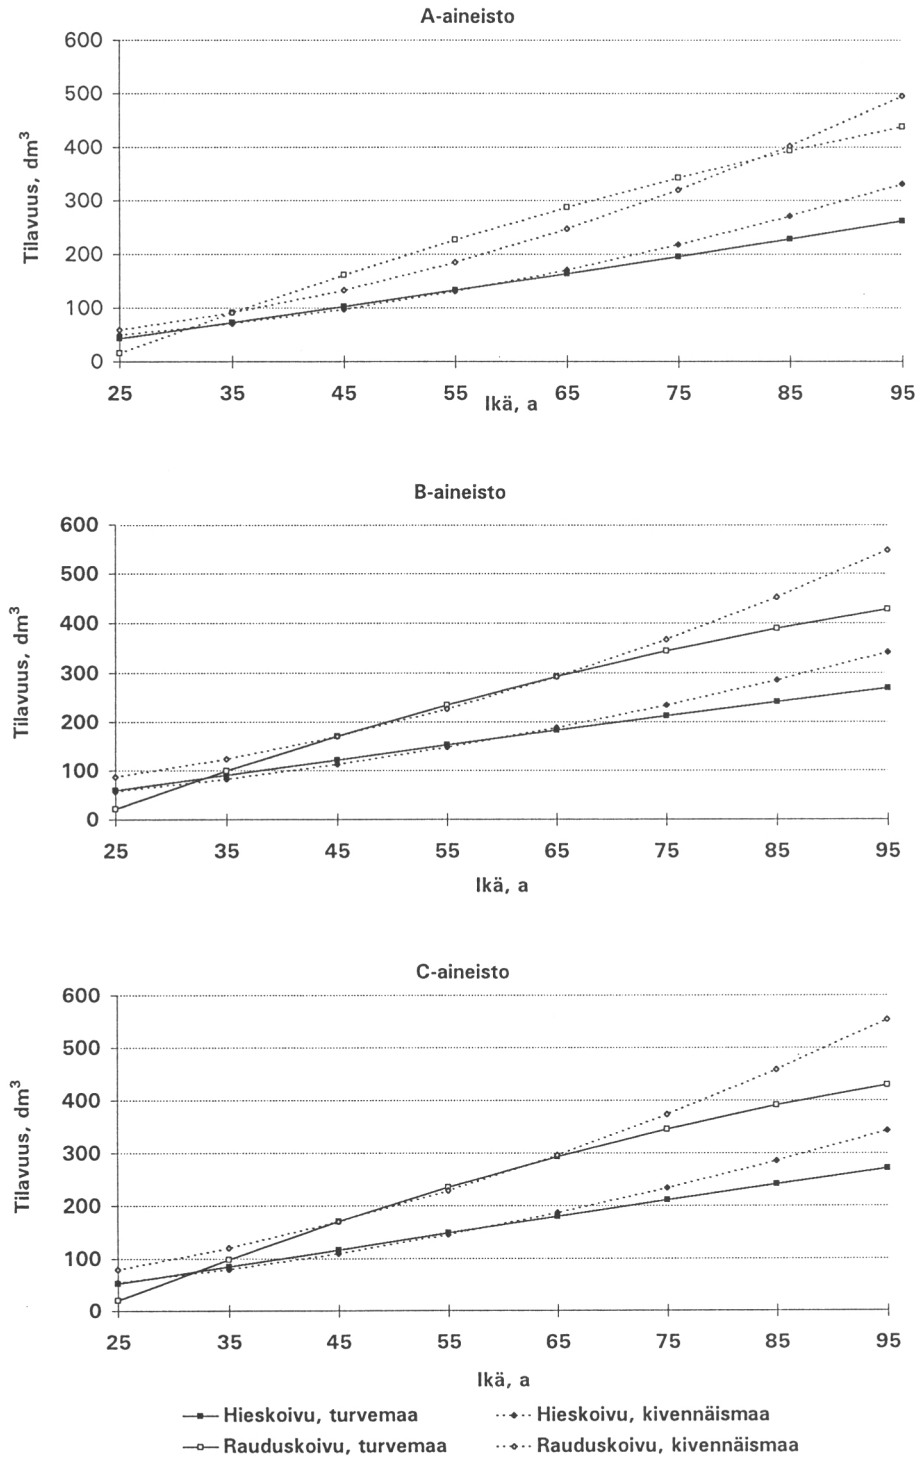 A-aineisto
600
500
400
300
200
100
0
Tilavuus, dm³
25 35 45 55 65 75 85 95
Ikä, a
B-aineisto
600
500
400
300
200
100
0
Tilavuus, dm³
25 35 45 55 65 75 85 95
Ikä, a
C-aineisto
600
500
400
300
200
100
0
Tilavuus, dm³
25 35 45 55 65 75 85 95
Ikä, a
Hieskoivu, turvemaa Hieskoivu, kivennäismaa
Rauduskoivu, turvemaa Rauduskoivu, kivennäismaa